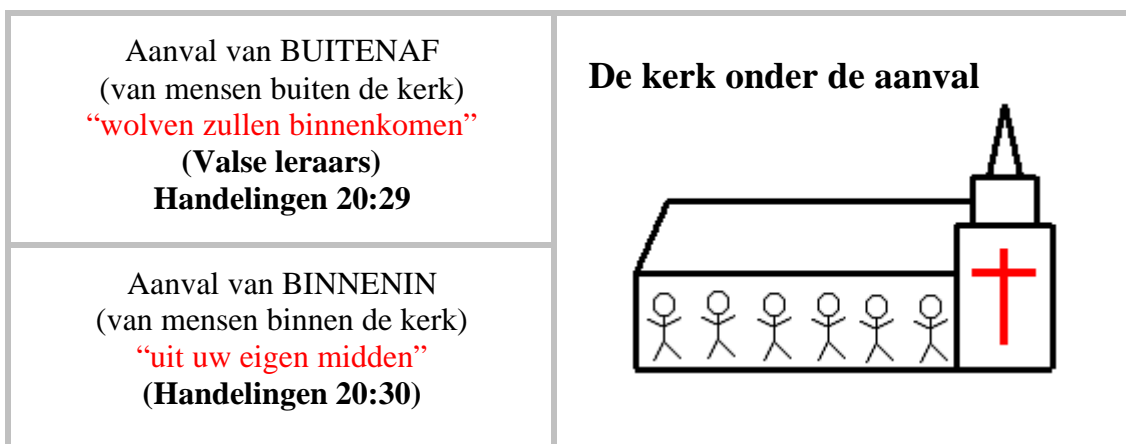 Aanval van BUITENAF
(van mensen buiten de kerk)
“wolven zullen binnenkomen”
(Valse leraars)
Handelingen 20:29
Aanval van BINNENIN
(van mensen binnen de kerk)
“uit uw eigen midden”
(Handelingen 20:30)
De kerk onder de aanval